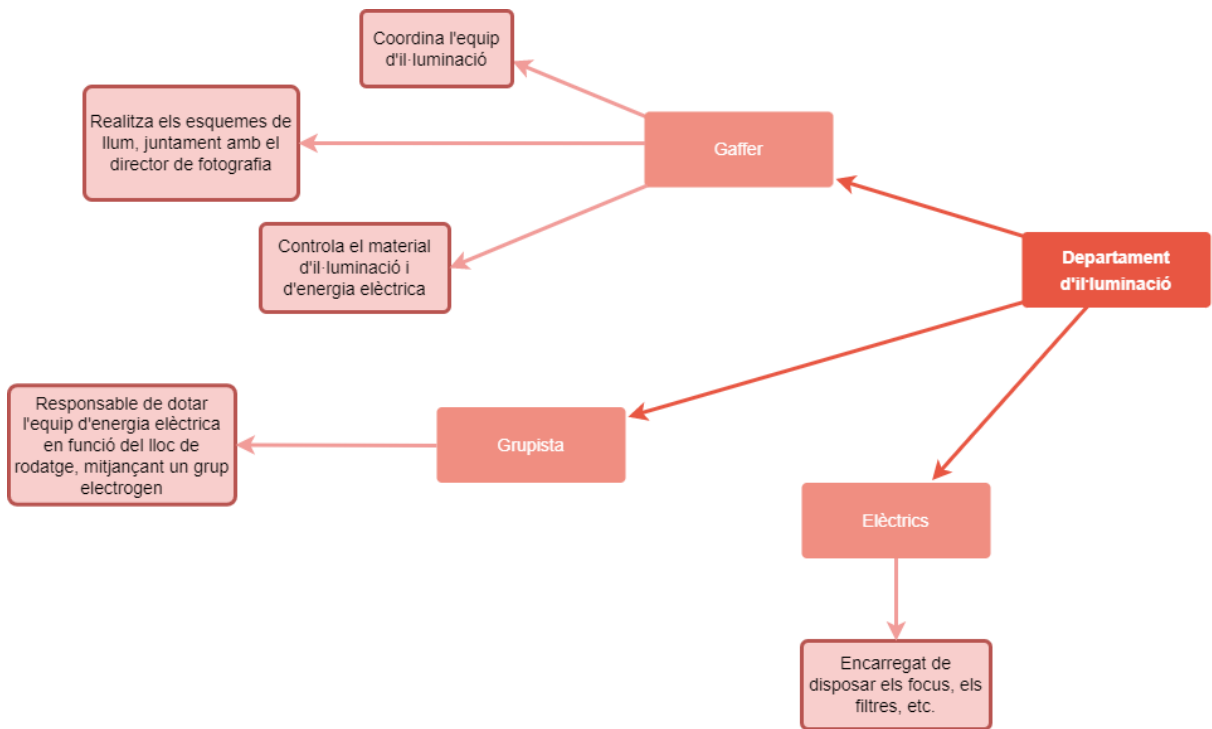 Coordina l'equip
d'il·luminació
Realitza els esquemes de
llum, juntament amb el
director de fotografia
Gaffer
Controla el material
d'il·luminació i
d'energia elèctrica
Departament
d'il·luminació
Responsable de dotar
l'equip d'energia elèctrica
en funció del lloc de
rodatge, mitjançant un grup
electrogen
Grupista
Elèctrics
Encarregat de
disposar els focus, els
filtres, etc.